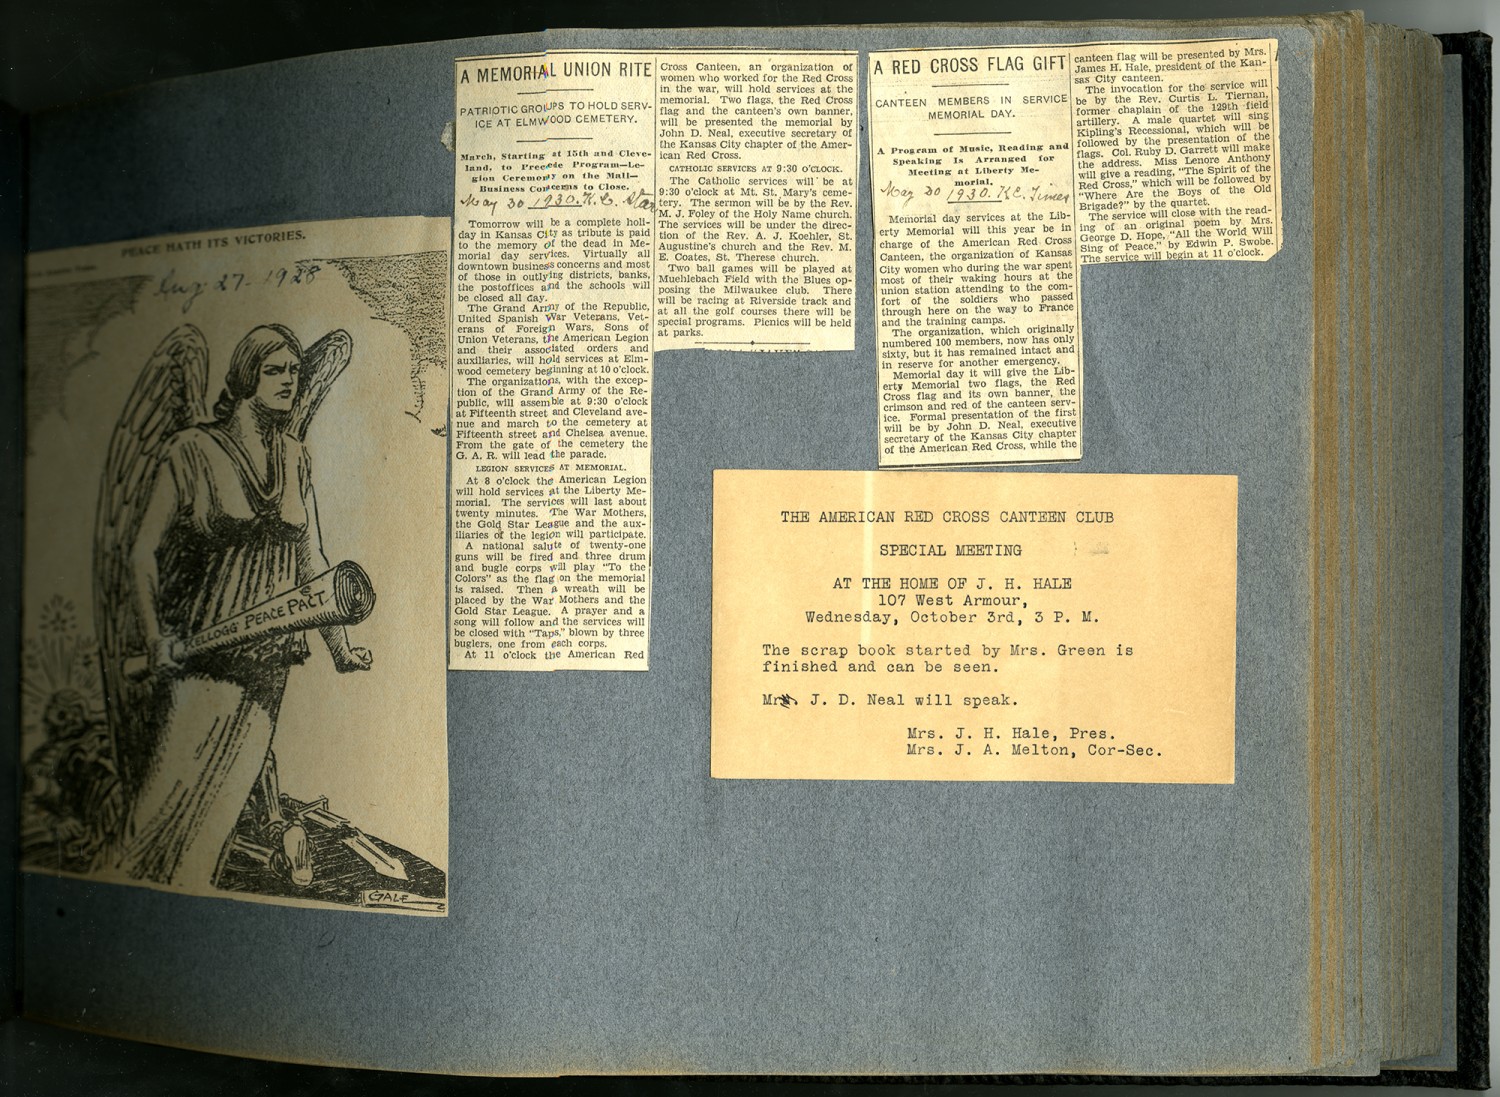 PEACE HATH ITS VICTORIES.
Aug. 27 - 1928
KELLOGG PEACE PACT
GALE
A MEMORIAL UNION RITE
PATRIOTIC GROUPS TO HOLD SERV-
ICE AT ELMWOOD CEMETERY.
March, Starting at 15th and Cleve-
land, to Precede Program—Le-
gion Ceremony on the Mall—
Business Concerns to Close.
May 30 1930. K.C. Star
Tomorrow will be a complete holi-
day in Kansas City as tribute is paid
to the memory of the dead in Me-
morial day services. Virtually all
downtown business concerns and most
of those in outlying districts, banks,
the postoffices and the schools will
be closed all day.
The Grand Army of the Republic,
United Spanish War Veterans, Vet-
erans of Foreign Wars, Sons of
Union Veterans, the American Legion
and their associated orders and
auxiliaries, will hold services at Elm-
wood cemetery beginning at 10 o'clock.
The organizations, with the excep-
tion of the Grand Army of the Re-
public, will assemble at 9:30 o'clock
at Fifteenth street and Cleveland ave-
nue and march to the cemetery at
Fifteenth street and Chelsea avenue.
From the gate of the cemetery the
G. A. R. will lead the parade.
LEGION SERVICES AT MEMORIAL.
At 8 o'clock the American Legion
will hold services at the Liberty Me-
morial. The services will last about
twenty minutes. The War Mothers,
the Gold Star League and the aux-
iliaries of the legion will participate.
A national salute of twenty-one
guns will be fired and three drum
and bugle corps will play "To the
Colors" as the flag on the memorial
is raised. Then a wreath will be
placed by the War Mothers and the
Gold Star League. A prayer and a
song will follow and the services will
be closed with "Taps," blown by three
buglers, one from each corps.
At 11 o'clock the American Red
Cross Canteen, an organization of
women who worked for the Red Cross
in the war, will hold services at the
memorial. Two flags, the Red Cross
flag and the canteen's own banner,
will be presented the memorial by
John D. Neal, executive secretary of
the Kansas City chapter of the Amer-
ican Red Cross.
CATHOLIC SERVICES AT 9:30 O'CLOCK.
The Catholic services will be at
9:30 o'clock at Mt. St. Mary's ceme-
tery. The sermon will be by the Rev.
M. J. Foley of the Holy Name church.
The services will be under the direc-
tion of the Rev. A. J. Koehler, St.
Augustine's church and the Rev. M.
E. Coates, St. Therese church.
Two ball games will be played at
Muehlebach Field with the Blues op-
posing the Milwaukee club. There
will be racing at Riverside track and
at all the golf courses there will be
special programs. Picnics will be held
at parks.
A RED CROSS FLAG GIFT
CANTEEN MEMBERS IN SERVICE
MEMORIAL DAY.
A Program of Music, Reading and
Speaking Is Arranged for
Meeting at Liberty Me-
morial.
May 30 1930. K.C. Times
Memorial day services at the Lib-
erty Memorial will this year be in
charge of the American Red Cross
Canteen, the organization of Kansas
City women who during the war spent
most of their waking hours at the
union station attending to the com-
fort of the soldiers who passed
through here on the way to France
and the training camps.
The organization, which originally
numbered 100 members, now has only
sixty, but it has remained intact and
in reserve for another emergency.
Memorial day it will give the Lib-
erty Memorial two flags, the Red
Cross flag and its own banner, the
crimson and red of the canteen serv-
ice. Formal presentation of the first
will be by John D. Neal, executive
secretary of the Kansas City chapter
of the American Red Cross, while the
canteen flag will be presented by Mrs.
James H. Hale, president of the Kan-
sas City canteen.
The invocation for the service will
be by the Rev. Curtis L. Tiernan,
former chaplain of the 129th field
artillery. A male quartet will sing
Kipling's Recessional, which will be
followed by the presentation of the
flags. Col. Ruby D. Garrett will make
the address. Miss Lenore Anthony
will give a reading, "The Spirit of the
Red Cross," which will be followed by
"Where Are the Boys of the Old
Brigade?" by the quartet.
The service will close with the read-
ing of an original poem by Mrs.
George D. Hope, "All the World Will
Sing of Peace," by Edwin P. Swobe.
The service will begin at 11 o'clock.
THE AMERICAN RED CROSS CANTEEN CLUB
SPECIAL MEETING
AT THE HOME OF J. H. HALE
107 West Armour,
Wednesday, October 3rd, 3 P. M.
The scrap book started by Mrs. Green is
finished and can be seen.
Mr. J. D. Neal will speak.
Mrs. J. H. Hale, Pres.
Mrs. J. A. Melton, Cor-Sec.